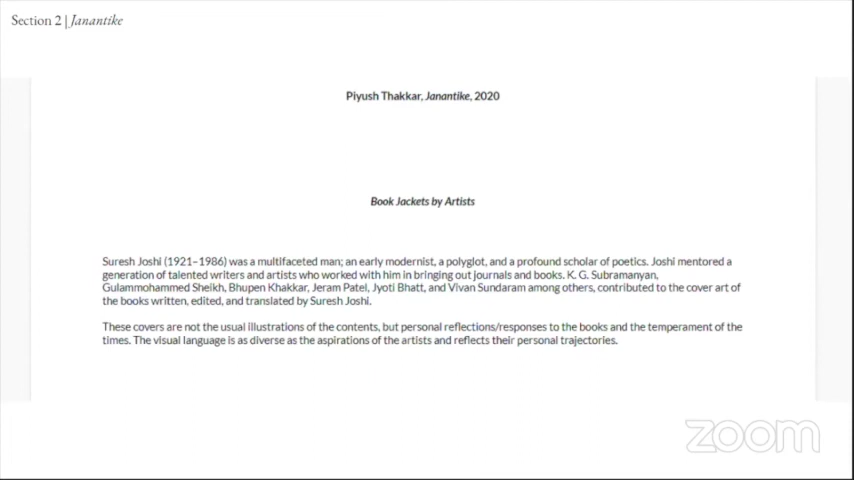 Section 2 | Janantike
Piyush Thakkar, Janantike, 2020
Book Jackets by Artists
Suresh Joshi (1921–1986) was a multifaceted man; an early modernist, a polyglot, and a profound scholar of poetics. Joshi mentored a
generation of talented writers and artists who worked with him in bringing out journals and books. K. G. Subramanyan,
Gulammohammed Sheikh, Bhupen Khakkar, Jeram Patel, Jyoti Bhatt, and Vivan Sundaram among others, contributed to the cover art of
the books written, edited, and translated by Suresh Joshi.
These covers are not the usual illustrations of the contents, but personal reflections/responses to the books and the temperament of the
times. The visual language is as diverse as the aspirations of the artists and reflects their personal trajectories.
zoom